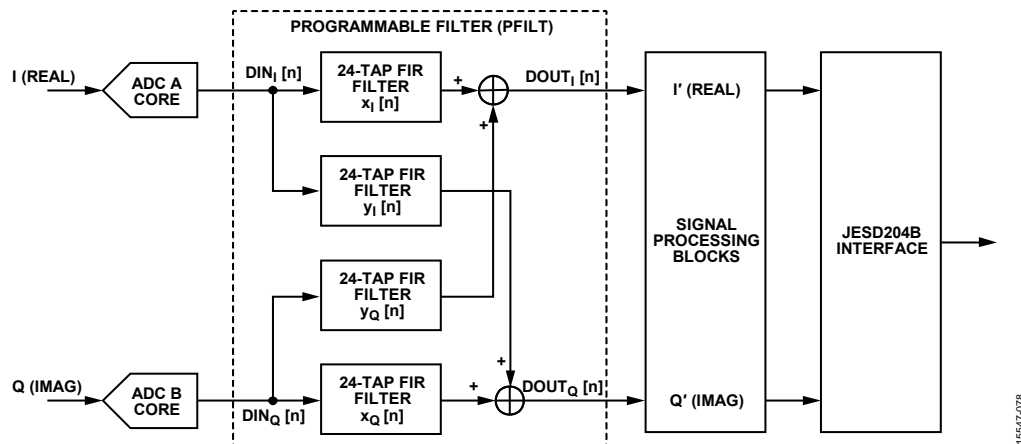 PROGRAMMABLE FILTER (PFILT)
I (REAL)
ADC A
CORE
DINI [n]
24-TAP FIR
FILTER
xI [n]
+
+
DOUTI [n]
I′ (REAL)
24-TAP FIR
FILTER
yI [n]
SIGNAL
PROCESSING
BLOCKS
JESD204B
INTERFACE
24-TAP FIR
FILTER
yQ [n]
Q (IMAG)
ADC B
CORE
DINQ [n]
24-TAP FIR
FILTER
xQ [n]
+
+
DOUTQ [n]
Q′ (IMAG)
15547-078